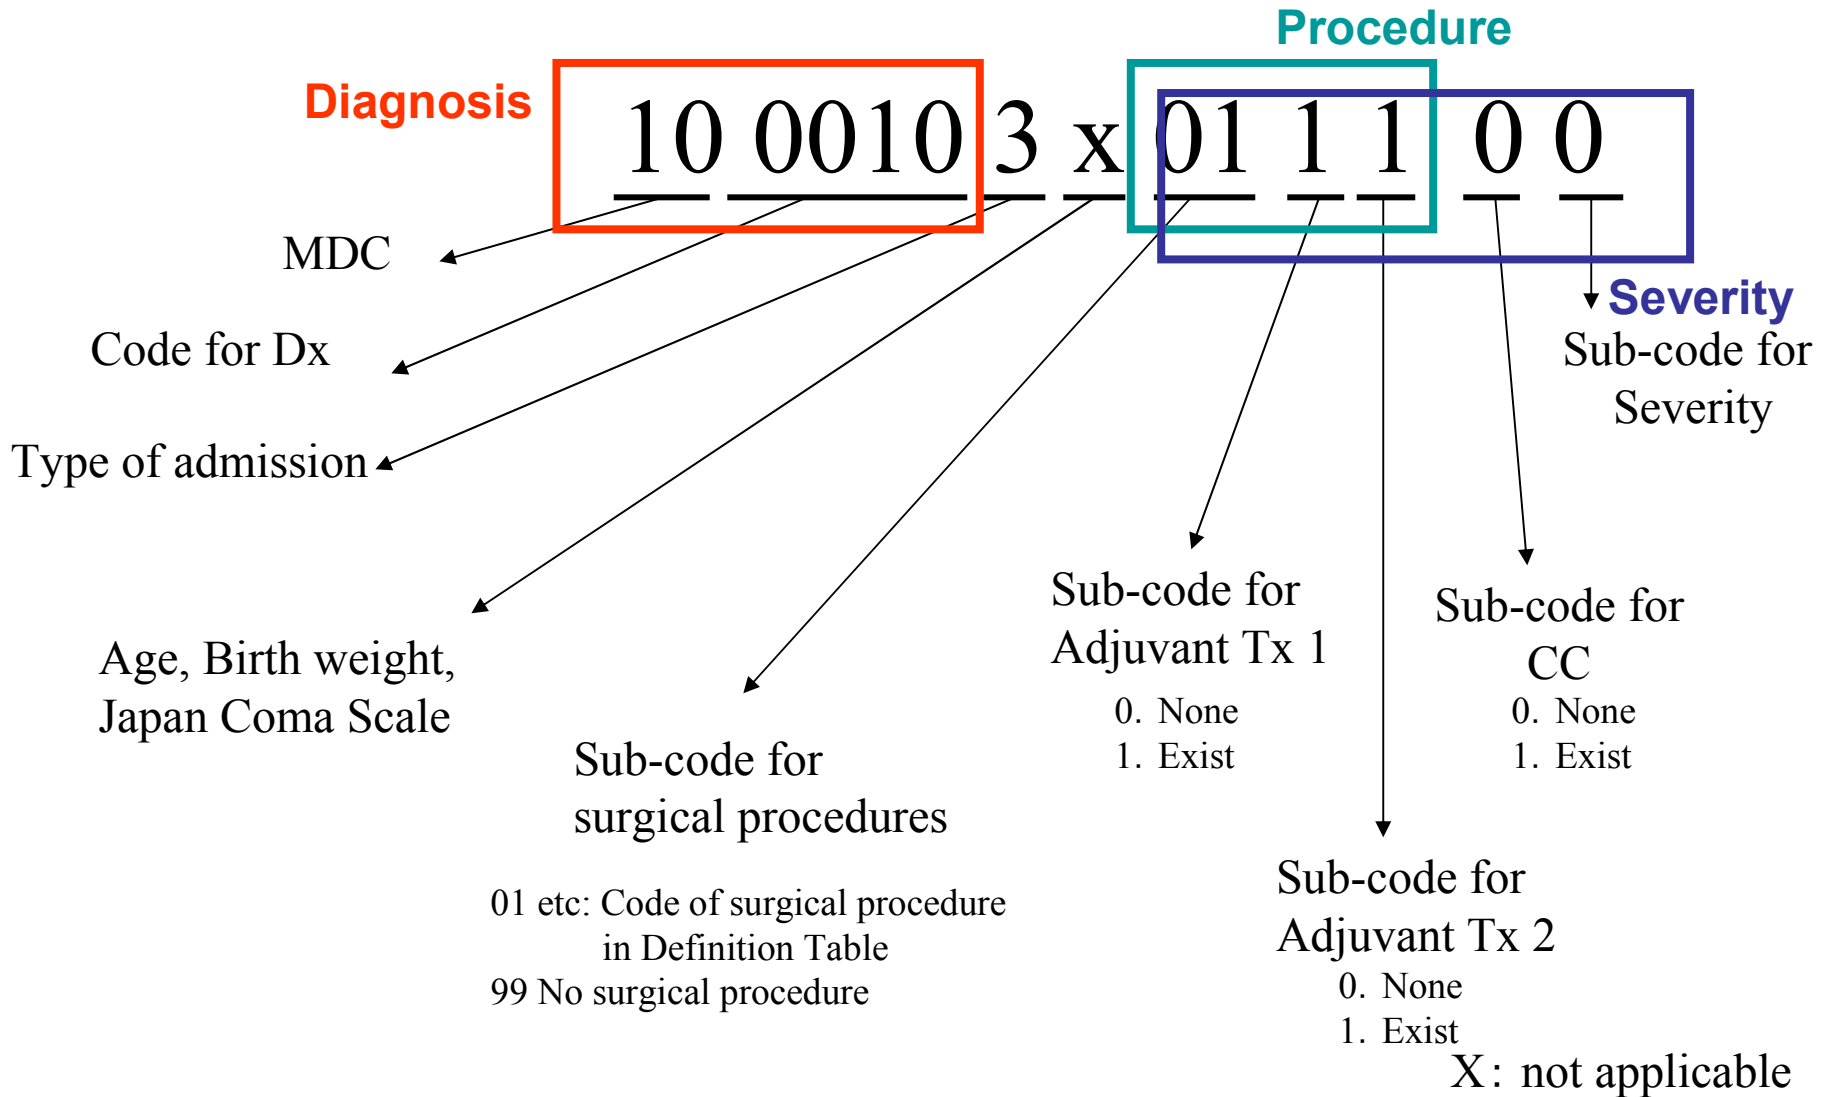 Procedure
Diagnosis
10 0010 3 x 01 1 1 0 0
MDC
Severity
Code for Dx
Sub-code for
Severity
Type of admission
Age, Birth weight,
Japan Coma Scale
Sub-code for
surgical procedures
01 etc: Code of surgical procedure
in Definition Table
99 No surgical procedure
Sub-code for
Adjuvant Tx 1
0. None
1. Exist
Sub-code for
Adjuvant Tx 2
0. None
1. Exist
Sub-code for
CC
0. None
1. Exist
X: not applicable